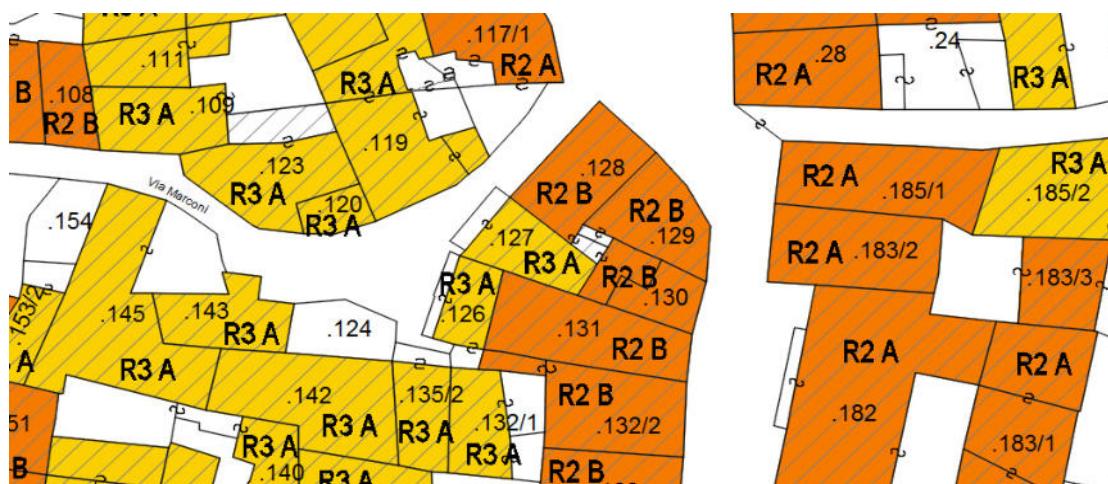 .117/1
R2 A
.28
R2 A
.24
R3 A
.111
B
.108
R2 B
R3 A
.109
R3 A
.119
.123
R3 A
.120
R3 A
Via Marconi
.128
R2 B
R2 B
.129
R3 A
.185/2
R2 A
.185/1
.154
.127
R3 A
R2 B
.130
R2 A
.183/2
.183/3
.153/2
A
.145
R3 A
.143
R3 A
.124
R3 A
.126
.131
R2 B
R2 A
R2 A
.182
.142
R3 A
.135/2
R3 A
.132/1
R3 A
R2 B
.132/2
R2 B
.183/1
51
B
R3 A
.140
R3 A